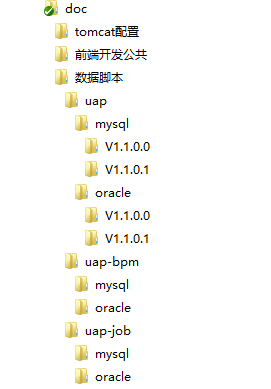 doc
tomcat配置
前端开发公共
数据脚本
uap
mysql
V1.1.0.0
V1.1.0.1
oracle
V1.1.0.0
V1.1.0.1
uap-bpm
mysql
oracle
uap-job
mysql
oracle